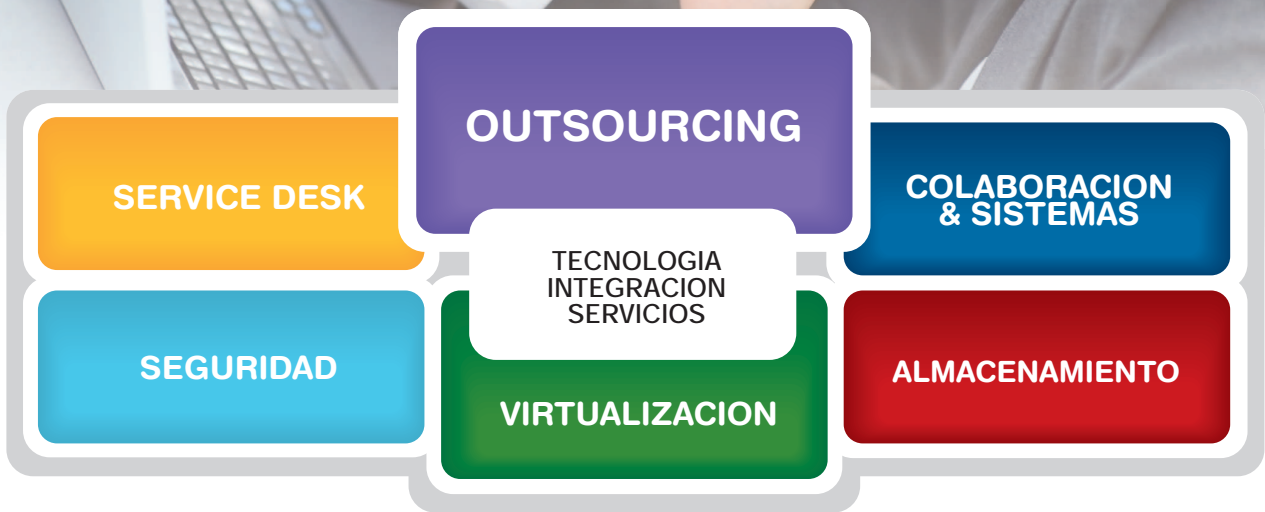 OUTSOURCING
SERVICE DESK
COLABORACION
& SISTEMAS
TECNOLOGIA
INTEGRACION
SERVICIOS
SEGURIDAD
VIRTUALIZACION
ALMACENAMIENTO